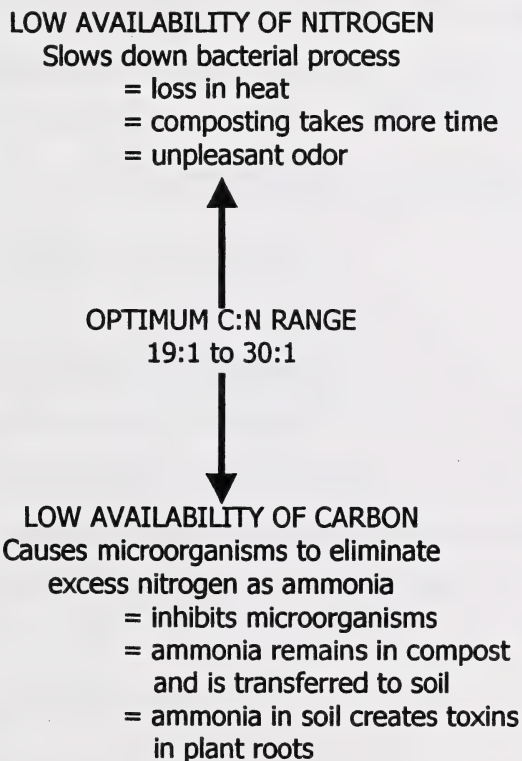 LOW AVAILABILITY OF NITROGEN
Slows down bacterial process
= loss in heat
= composting takes more time
= unpleasant odor
OPTIMUM C:N RANGE
19:1 to 30:1
LOW AVAILABILITY OF CARBON
Causes microorganisms to eliminate
excess nitrogen as ammonia
= inhibits microorganisms
= ammonia remains in compost
and is transferred to soil
= ammonia in soil creates toxins
in plant roots